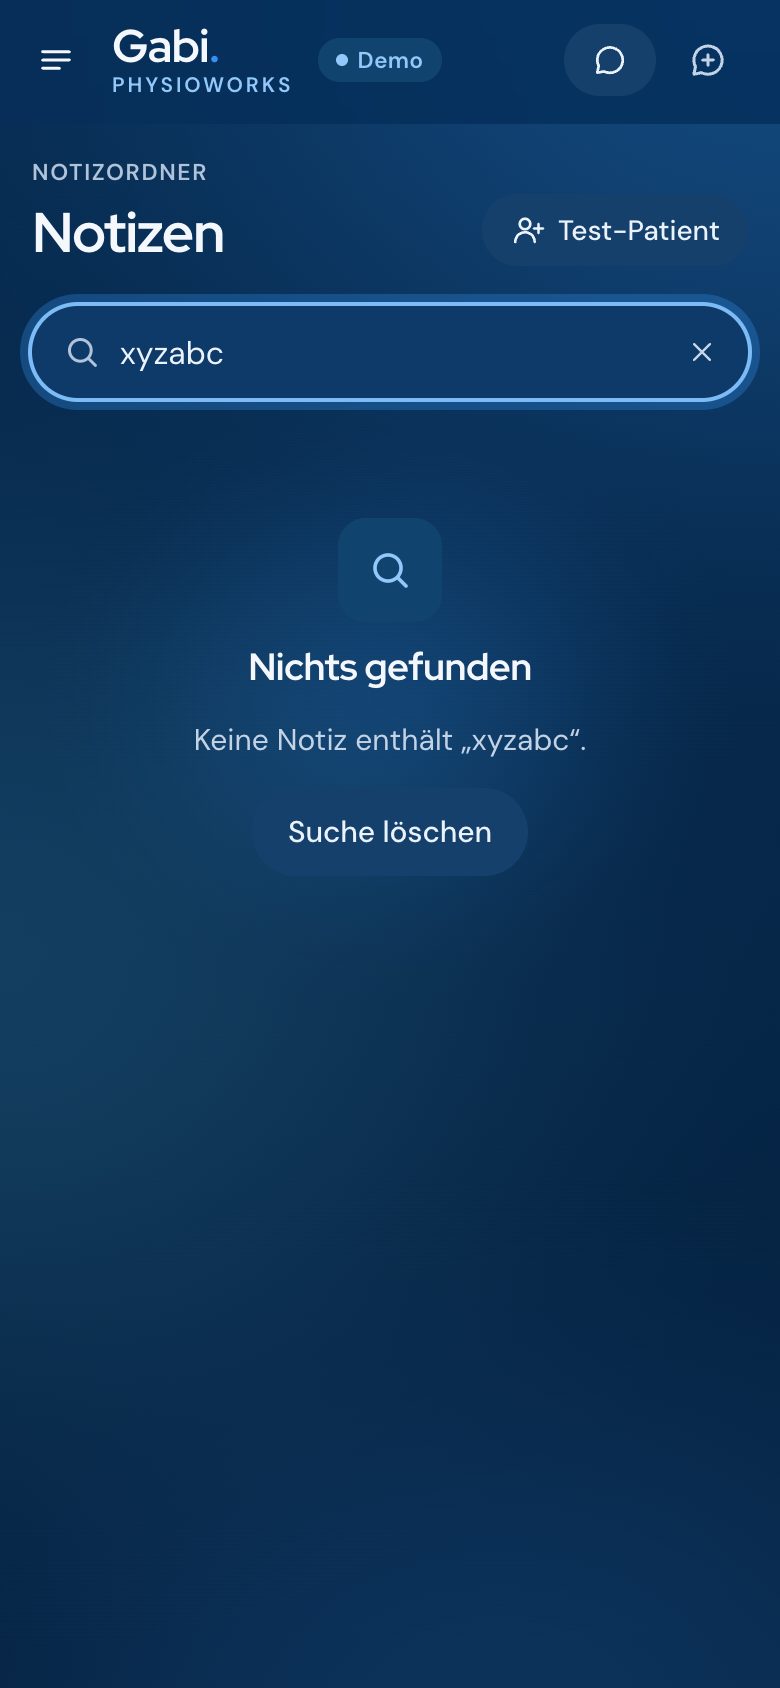 Gabi.
PHYSIOWORKS
Demo
NOTIZORDNER
Notizen
Test-Patient
xyzabc
Nichts gefunden
Keine Notiz enthält „xyzabc“.
Suche löschen